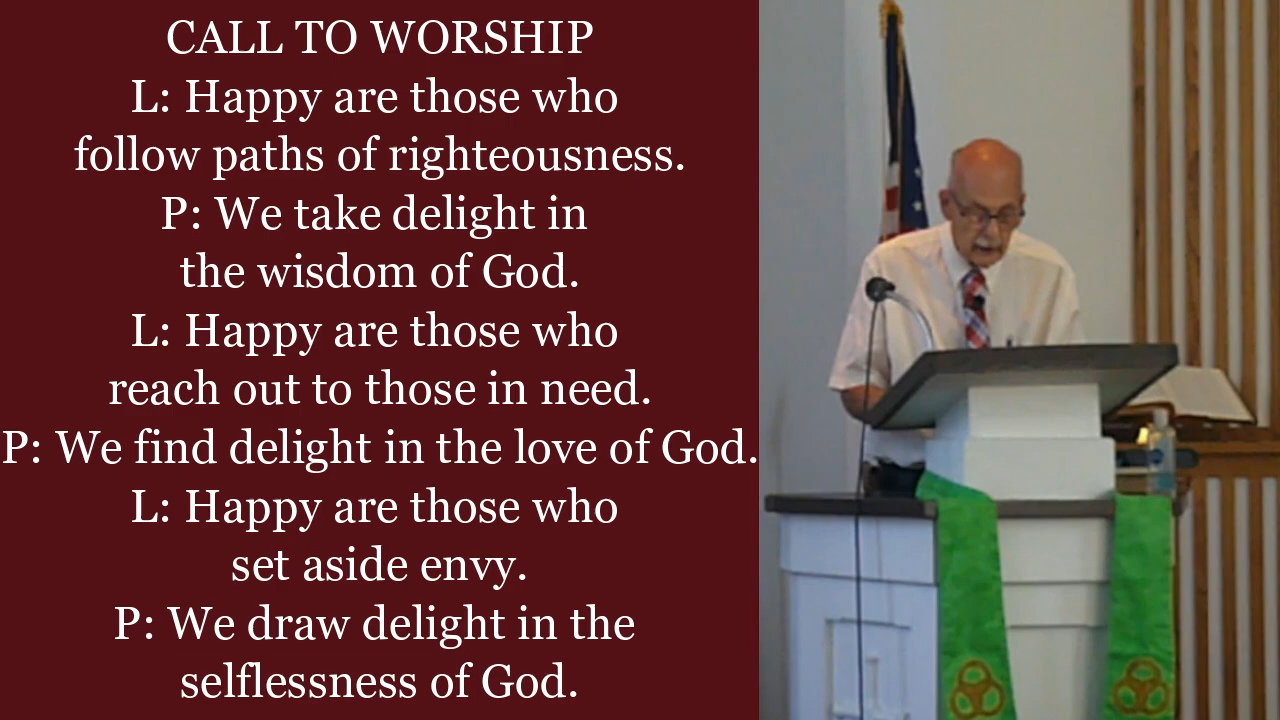 CALL TO WORSHIP
L: Happy are those who
follow paths of righteousness.
P: We take delight in
the wisdom of God.
L: Happy are those who
reach out to those in need.
P: We find delight in the love of God.
L: Happy are those who
set aside envy.
P: We draw delight in the
selflessness of God.